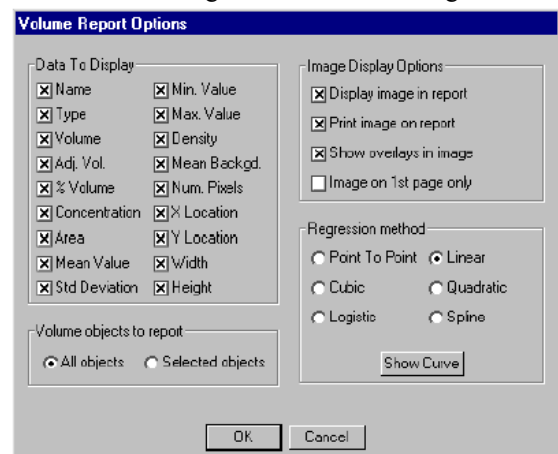 Volume Report Options
Data To Display
Name
Min. Value
Type
Max. Value
Volume
Density
Adj. Vol.
Mean Backgd.
% Volume
Num. Pixels
Concentration
X Location
Area
Y Location
Mean Value
Width
Std Deviation
Height
Volume objects to report
All objects
Selected objects
Image Display Options
Display image in report
Print image on report
Show overlays in image
Image on 1st page only
Regression method
Point To Point
Linear
Cubic
Quadratic
Logistic
Spline
Show Curve
OK
Cancel